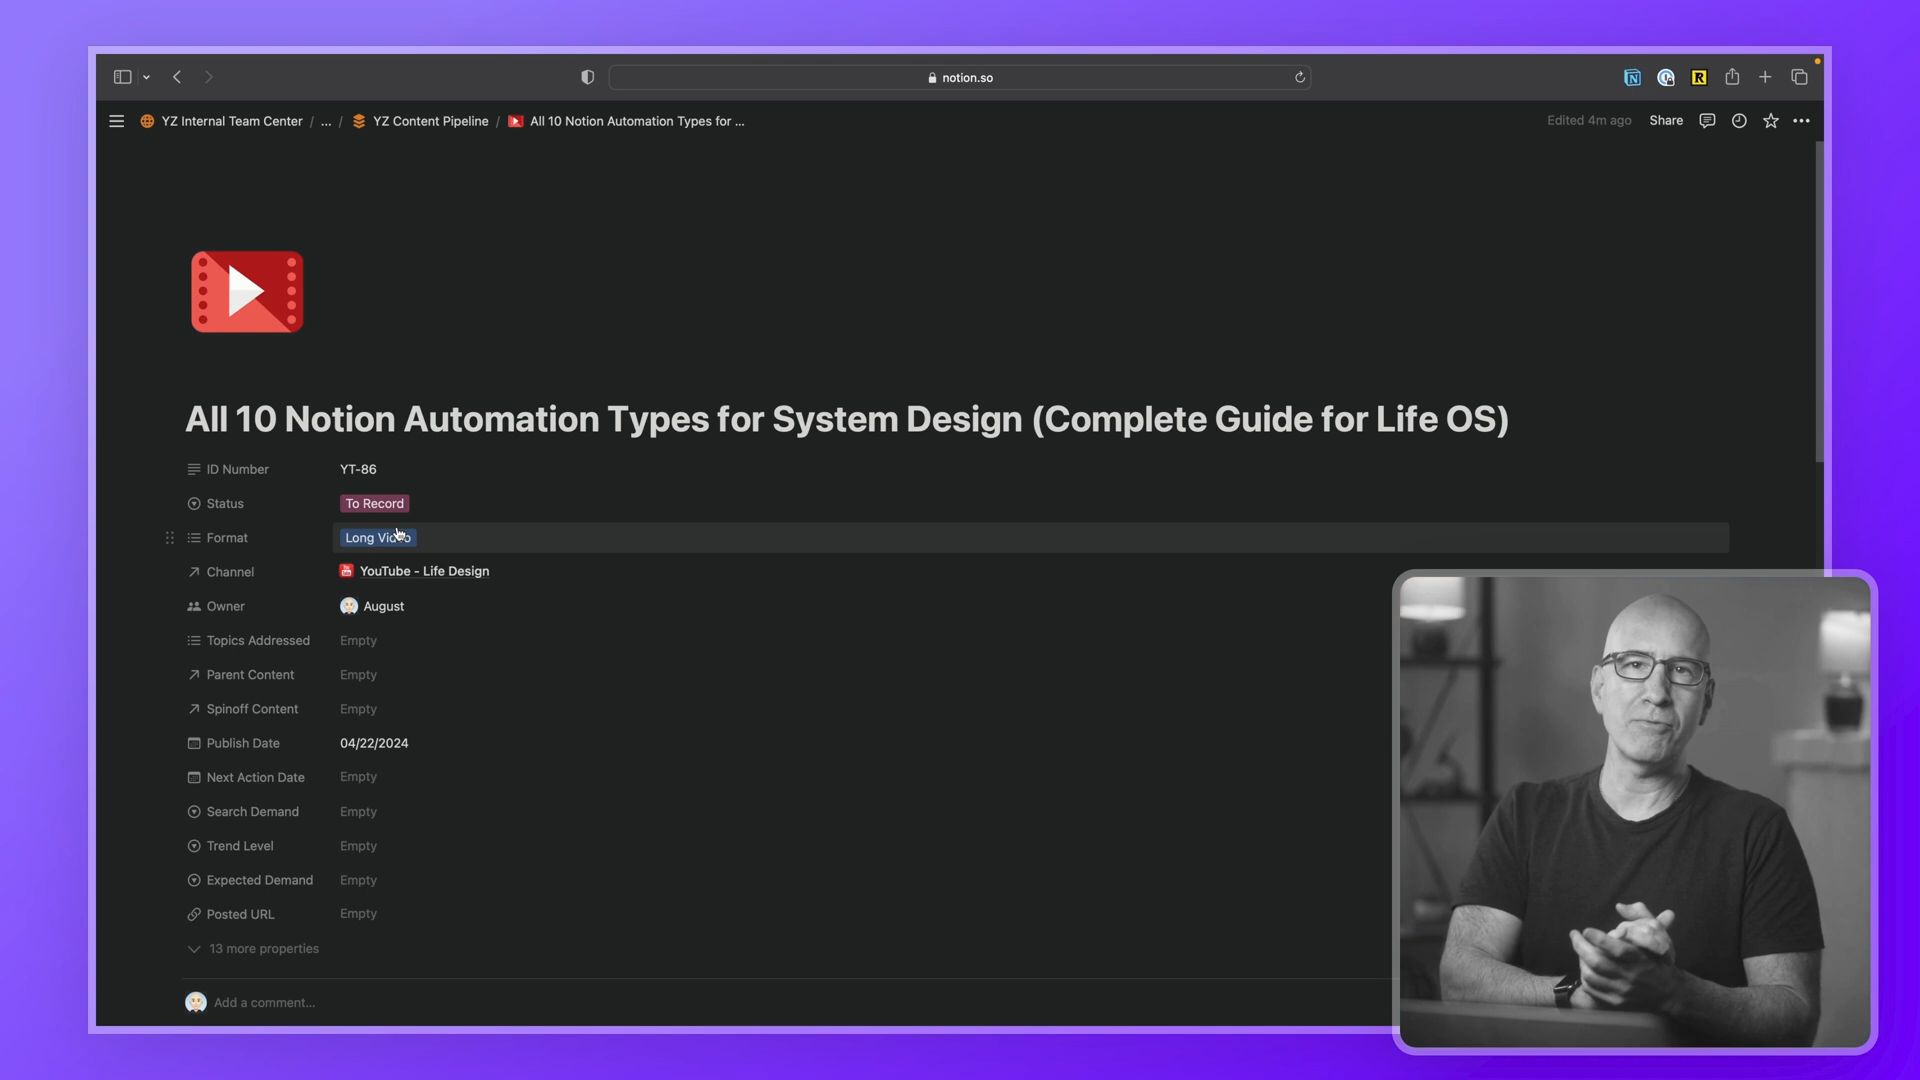 notion.so
YZ Internal Team Center / ... / YZ Content Pipeline / All 10 Notion Automation Types for ...
Edited 4m ago Share
All 10 Notion Automation Types for System Design (Complete Guide for Life OS)
ID Number YT-86
Status To Record
Format Long Video
Channel YouTube - Life Design
Owner August
Topics Addressed Empty
Parent Content Empty
Spinoff Content Empty
Publish Date 04/22/2024
Next Action Date Empty
Search Demand Empty
Trend Level Empty
Expected Demand Empty
Posted URL Empty
13 more properties
Add a comment...